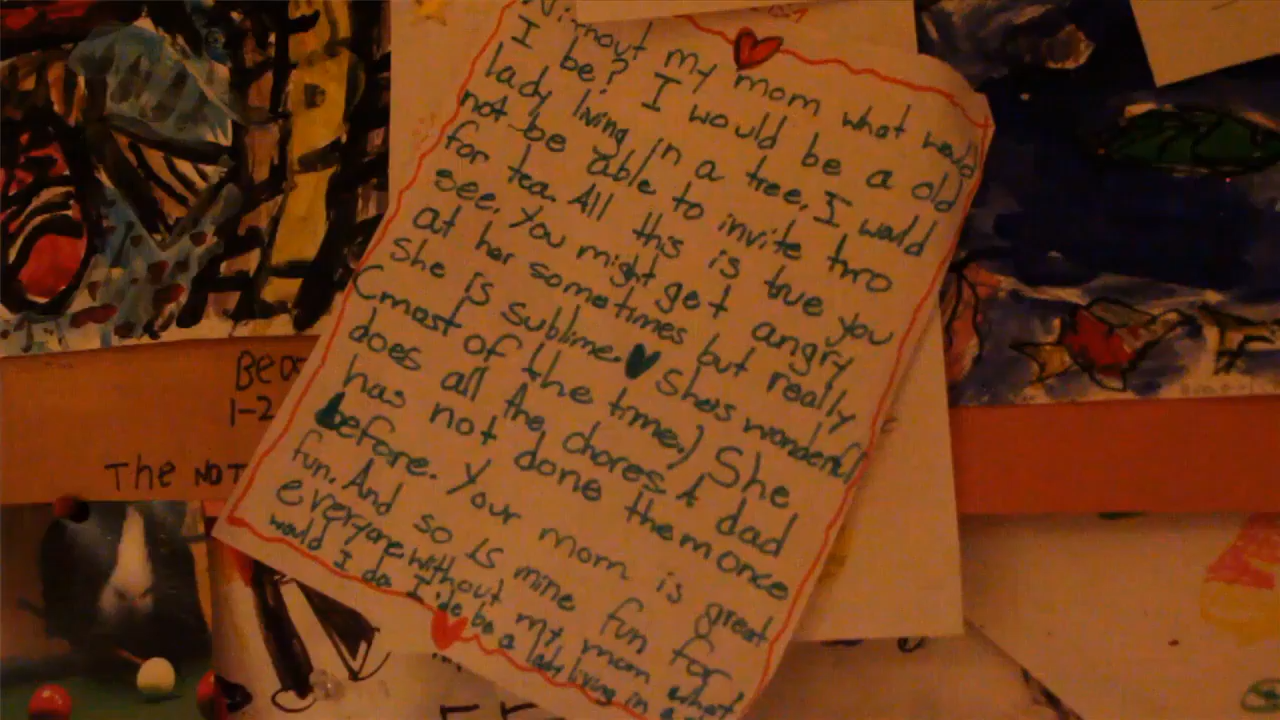 Without my mom what would
I be? I would be a old
lady living in a tree. I would
not be able to invite two
for tea. All this is true you
see. You might get angry
at her sometimes but really
she is sublime. She's wonderful
(most of the time.) She
does all the chores & dad
has not done them once
before. Your mom is great
fun. And so is mine fun for
everyone without my mom what
would I do I'de be a lady living in a
1-2
The NOT